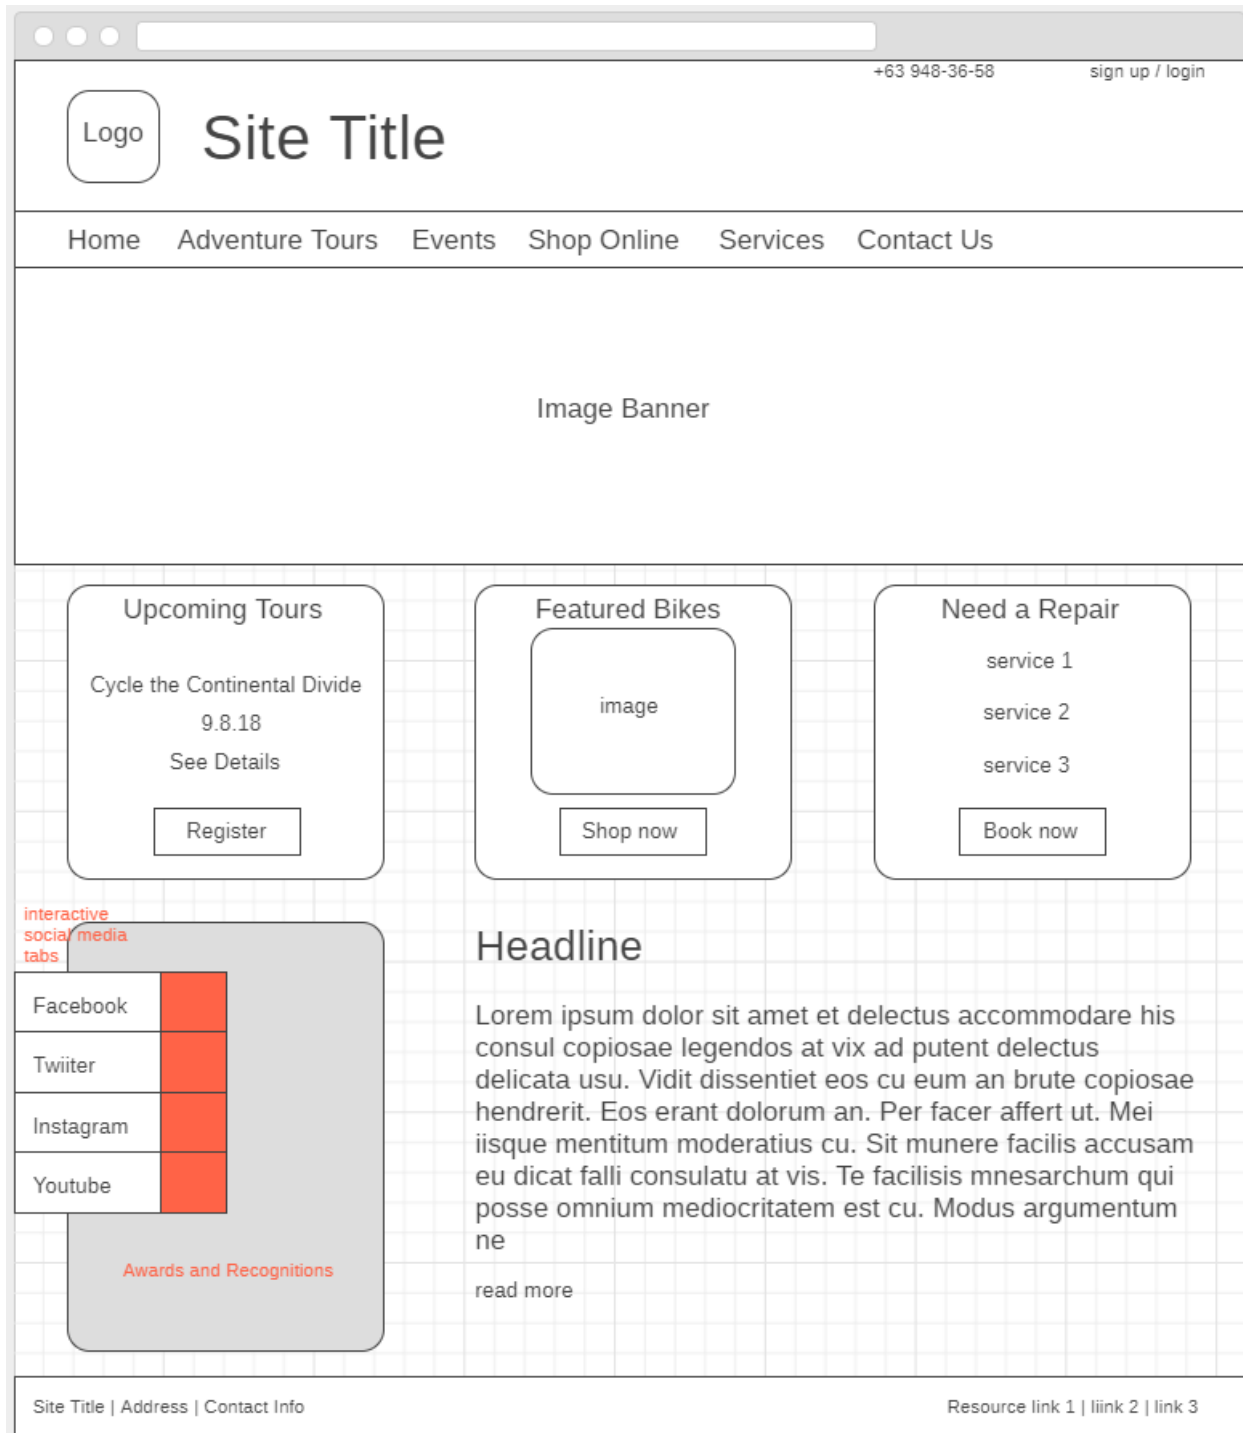 +63 948-36-58
sign up / login
Logo
Site Title
Home Adventure Tours Events Shop Online Services Contact Us
Image Banner
Upcoming Tours
Cycle the Continental Divide
9.8.18
See Details
Register
Featured Bikes
image
Shop now
Need a Repair
service 1
service 2
service 3
Book now
interactive
social media
tabs
Facebook
Twiiter
Instagram
Youtube
Awards and Recognitions
Headline
Lorem ipsum dolor sit amet et delectus accommodare his
consul copiosae legendos at vix ad putent delectus
delicata usu. Vidit dissentiet eos cu eum an brute copiosae
hendrerit. Eos erant dolorum an. Per facer affert ut. Mei
iisque mentitum moderatius cu. Sit munere facilis accusam
eu dicat falli consulatu at vis. Te facilisis mnesarchum qui
posse omnium mediocritatem est cu. Modus argumentum
ne
read more
Site Title | Address | Contact Info
Resource link 1 | liink 2 | link 3